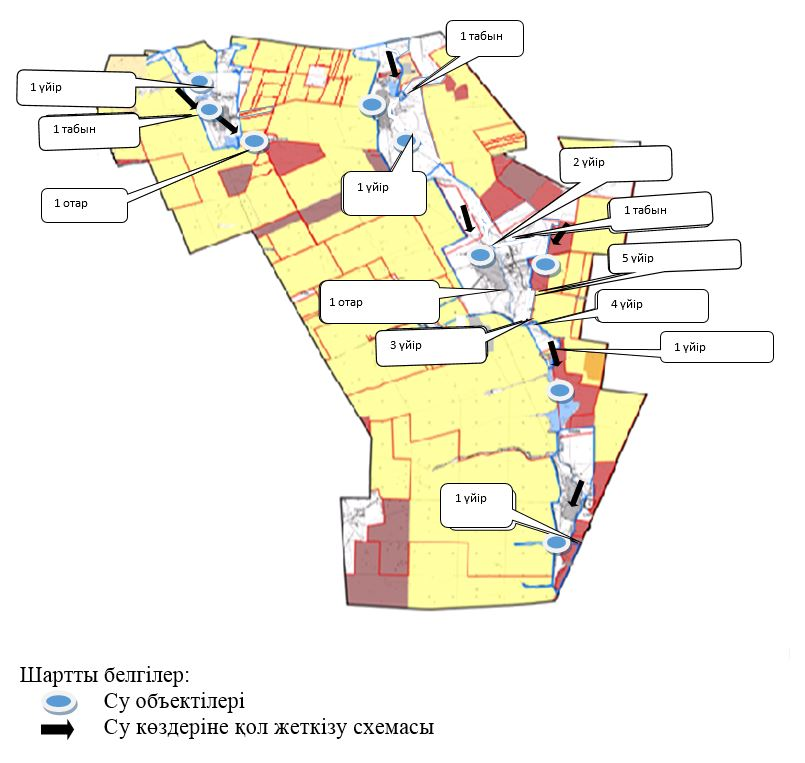 1 табын
1 үйір
1 табын
2 үйір
1 үйір
1 отар
1 табын
5 үйір
1 отар
4 үйір
3 үйір
1 үйір
1 үйір
Шартты белгілер:
Су объектілері
Су көздеріне қол жеткізу схемасы